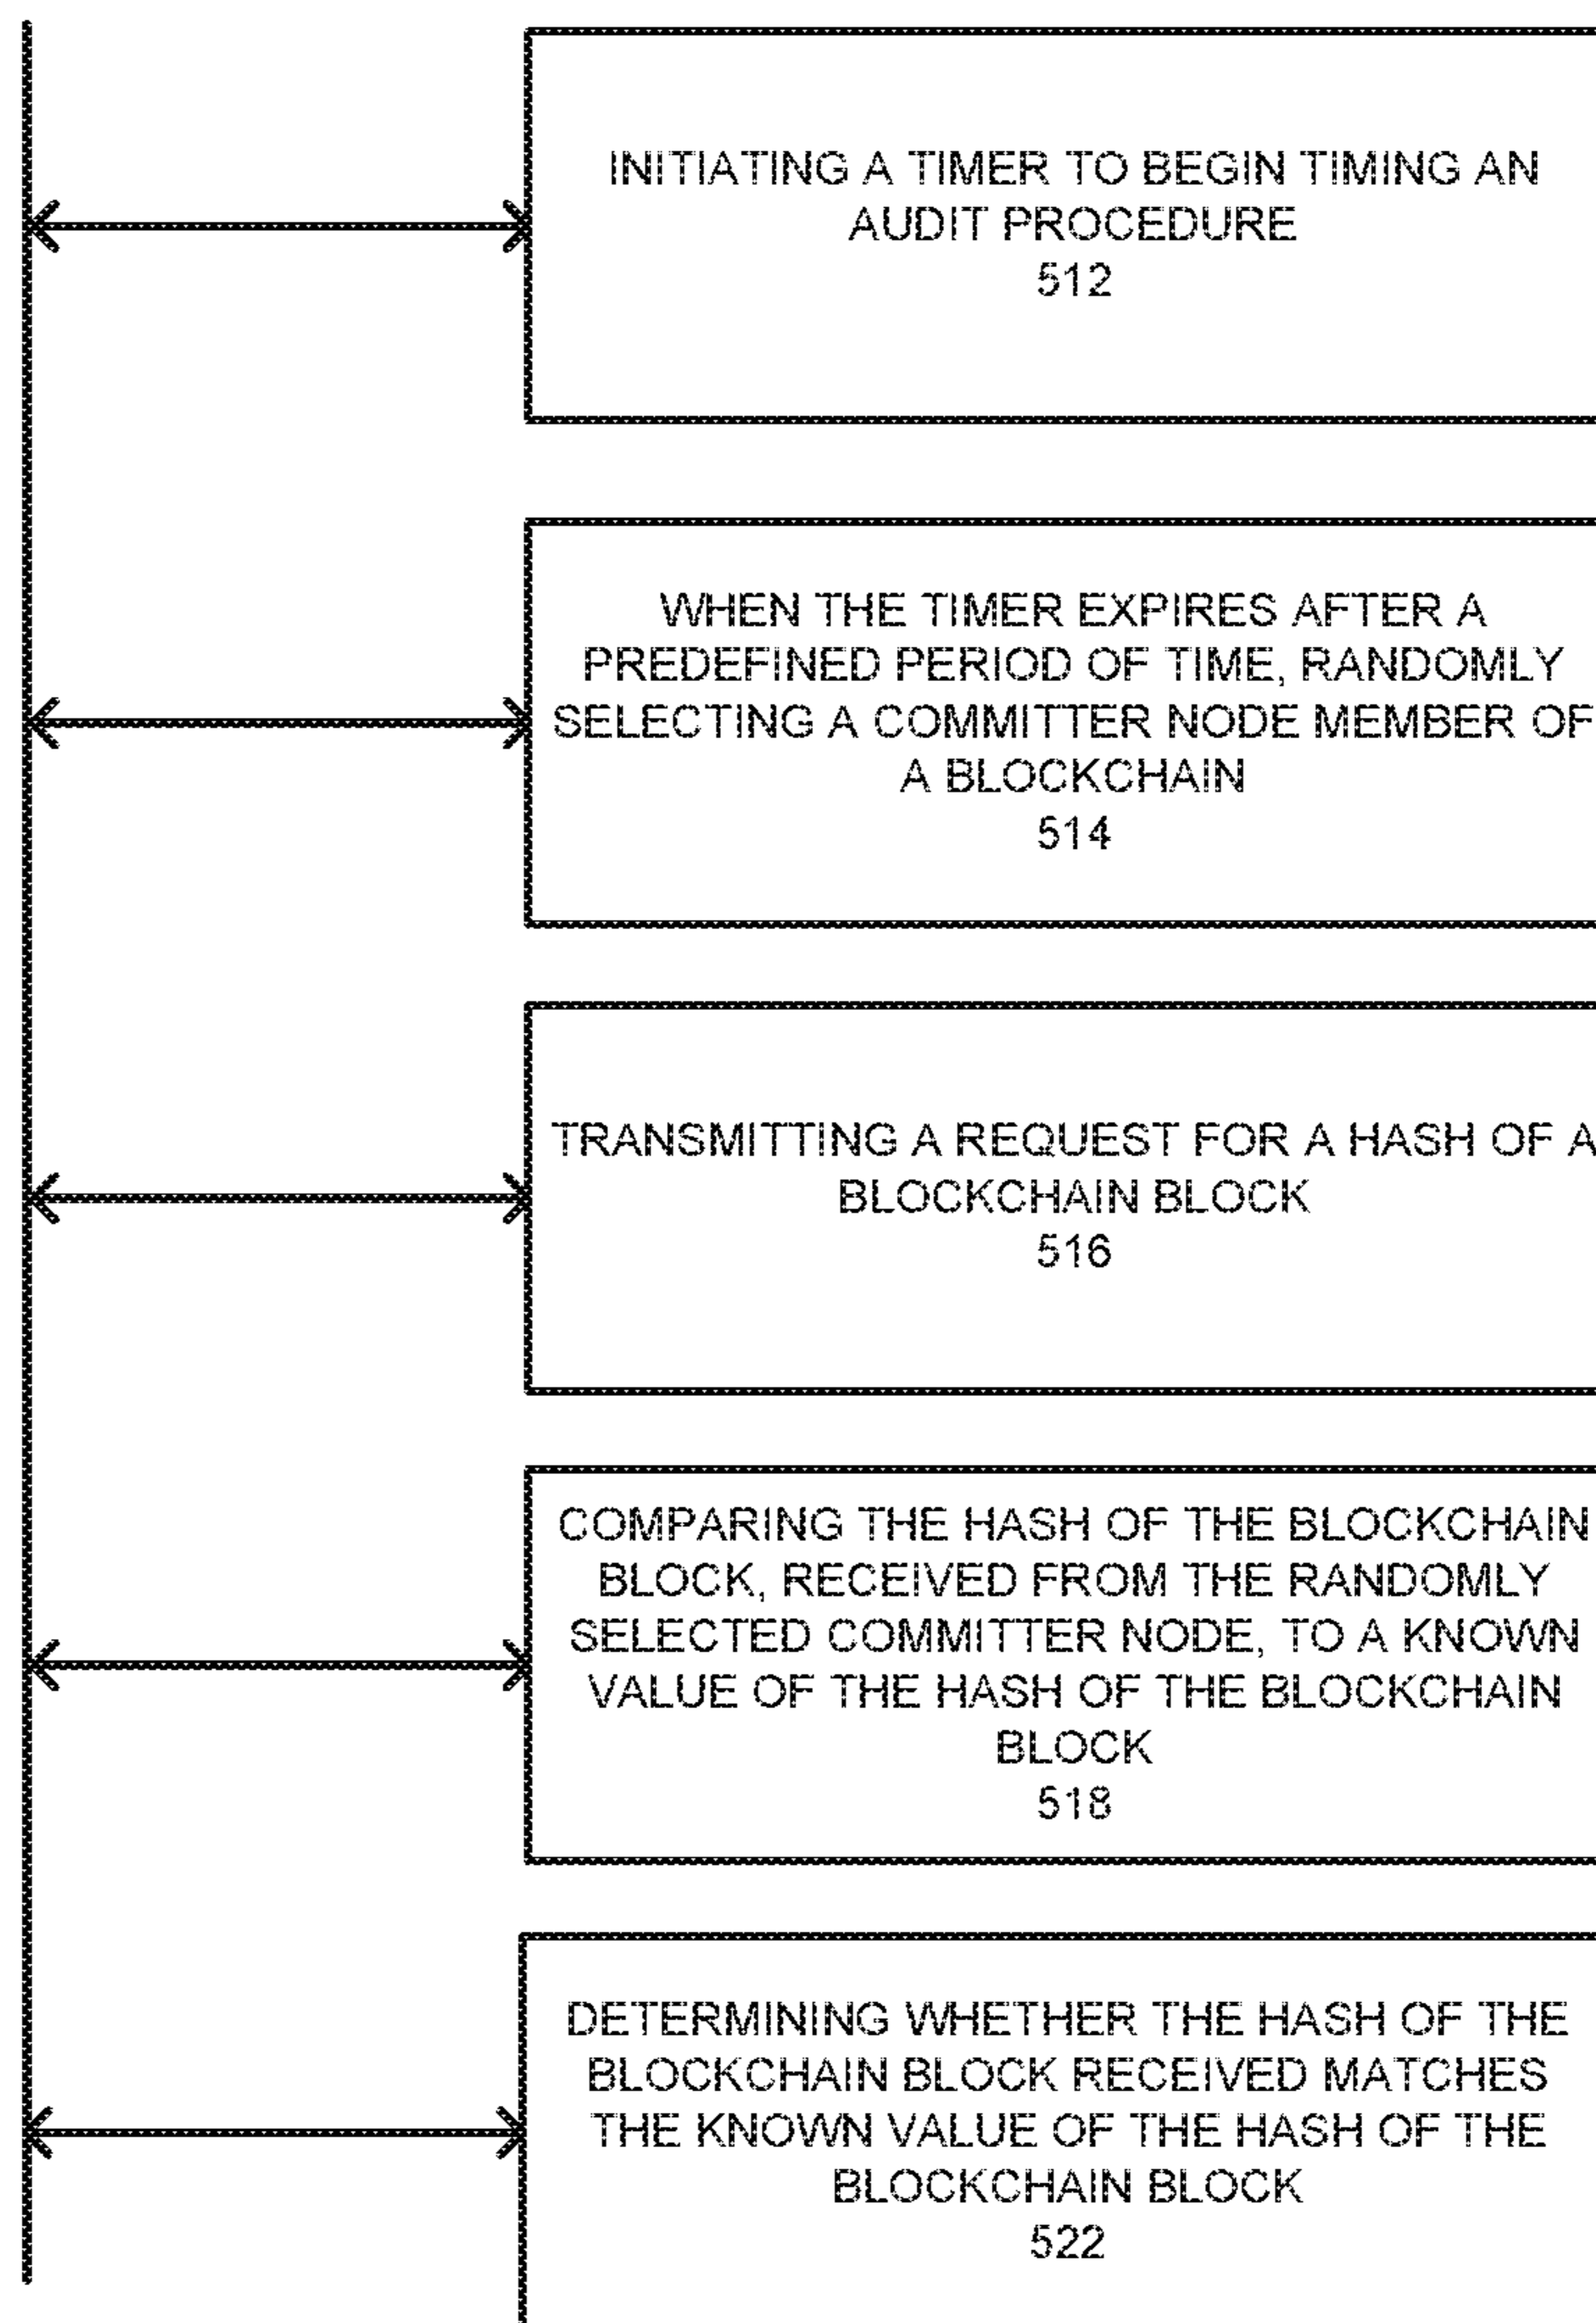 INITIATING A TIMER TO BEGIN TIMING AN
AUDIT PROCEDURE
512
WHEN THE TIMER EXPIRES AFTER A
PREDEFINED PERIOD OF TIME, RANDOMLY
SELECTING A COMMITTER NODE MEMBER OF
A BLOCKCHAIN
514
TRANSMITTING A REQUEST FOR A HASH OF A
BLOCKCHAIN BLOCK
516
COMPARING THE HASH OF THE BLOCKCHAIN
BLOCK, RECEIVED FROM THE RANDOMLY
SELECTED COMMITTER NODE, TO A KNOWN
VALUE OF THE HASH OF THE BLOCKCHAIN
BLOCK
518
DETERMINING WHETHER THE HASH OF THE
BLOCKCHAIN BLOCK RECEIVED MATCHES
THE KNOWN VALUE OF THE HASH OF THE
BLOCKCHAIN BLOCK
522